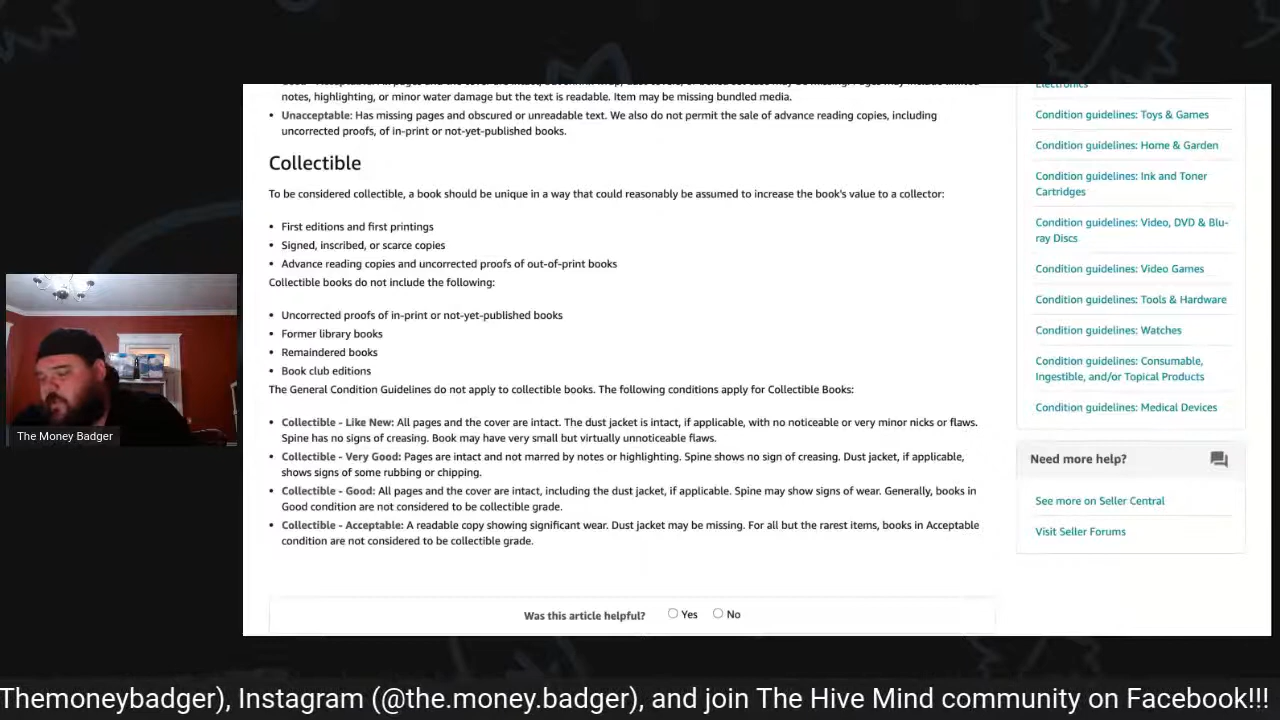 notes, highlighting, or minor water damage but the text is readable. Item may be missing bundled media.
• Unacceptable: Has missing pages and obscured or unreadable text. We also do not permit the sale of advance reading copies, including
uncorrected proofs, of in-print or not-yet-published books.
Collectible
To be considered collectible, a book should be unique in a way that could reasonably be assumed to increase the book's value to a collector:
• First editions and first printings
• Signed, inscribed, or scarce copies
• Advance reading copies and uncorrected proofs of out-of-print books
Collectible books do not include the following:
• Uncorrected proofs of in-print or not-yet-published books
• Former library books
• Remaindered books
• Book club editions
The General Condition Guidelines do not apply to collectible books. The following conditions apply for Collectible Books:
• Collectible - Like New: All pages and the cover are intact. The dust jacket is intact, if applicable, with no noticeable or very minor nicks or flaws.
Spine has no signs of creasing. Book may have very small but virtually unnoticeable flaws.
• Collectible - Very Good: Pages are intact and not marred by notes or highlighting. Spine shows no sign of creasing. Dust jacket, if applicable,
shows signs of some rubbing or chipping.
• Collectible - Good: All pages and the cover are intact, including the dust jacket, if applicable. Spine may show signs of wear. Generally, books in
Good condition are not considered to be collectible grade.
• Collectible - Acceptable: A readable copy showing significant wear. Dust jacket may be missing. For all but the rarest items, books in Acceptable
condition are not considered to be collectible grade.
Was this article helpful? Yes No
Electronics
Condition guidelines: Toys & Games
Condition guidelines: Home & Garden
Condition guidelines: Ink and Toner
Cartridges
Condition guidelines: Video, DVD & Blu-
ray Discs
Condition guidelines: Video Games
Condition guidelines: Tools & Hardware
Condition guidelines: Watches
Condition guidelines: Consumable,
Ingestible, and/or Topical Products
Condition guidelines: Medical Devices
Need more help?
See more on Seller Central
Visit Seller Forums
The Money Badger
Themoneybadger), Instagram (@the.money.badger), and join The Hive Mind community on Facebook!!!